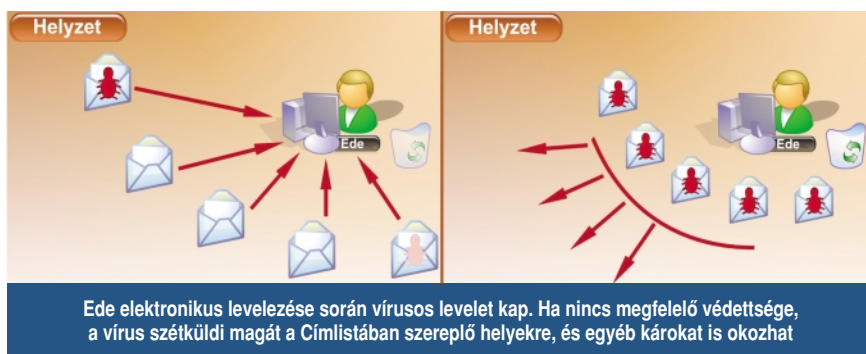 Helyzet
Ede
Helyzet
Ede
Ede elektronikus levelezése során vírusos levelet kap. Ha nincs megfelelő védettsége,
a vírus szétküldi magát a Címlistában szereplő helyekre, és egyéb károkat is okozhat